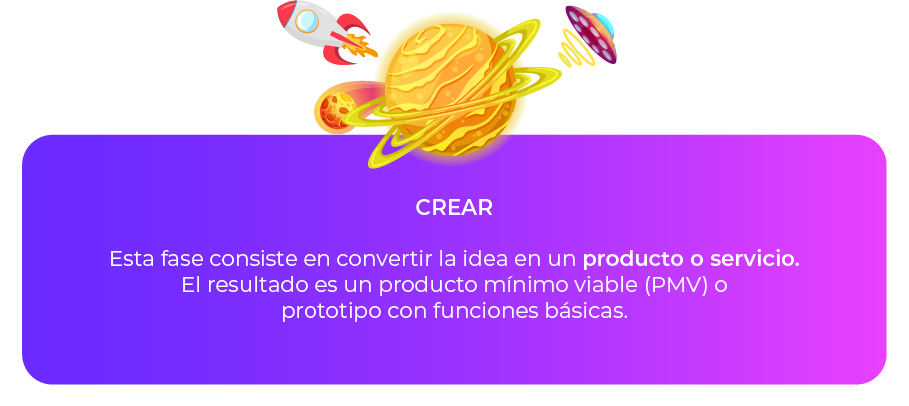 CREAR
Esta fase consiste en convertir la idea en un producto o servicio.
El resultado es un producto mínimo viable (PMV) o
prototipo con funciones básicas.